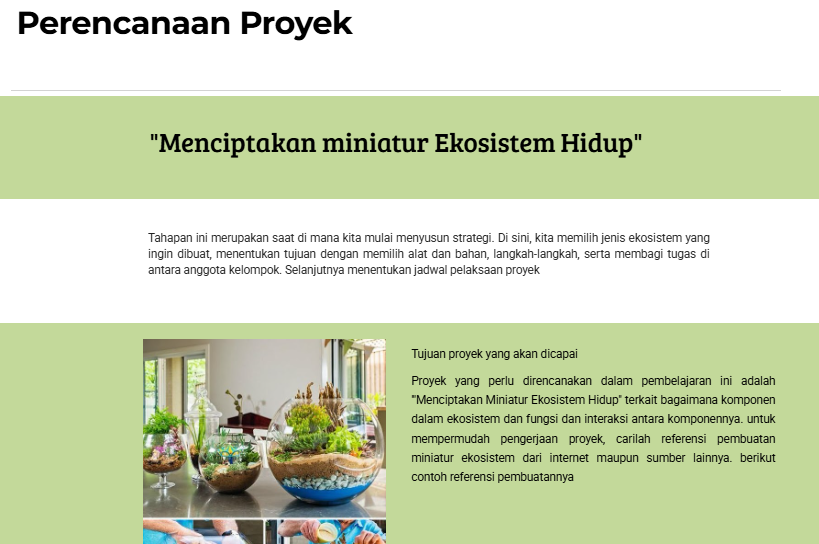 Perencanaan Proyek
"Menciptakan miniatur Ekosistem Hidup"
Tahapan ini merupakan saat di mana kita mulai menyusun strategi. Di sini, kita memilih jenis ekosistem yang
ingin dibuat, menentukan tujuan dengan memilih alat dan bahan, langkah-langkah, serta membagi tugas di
antara anggota kelompok. Selanjutnya menentukan jadwal pelaksaan proyek
Tujuan proyek yang akan dicapai
Proyek yang perlu direncanakan dalam pembelajaran ini adalah
"Menciptakan Miniatur Ekosistem Hidup" terkait bagaimana komponen
dalam ekosistem dan fungsi dan interaksi antara komponennya. untuk
mempermudah pengerjaan proyek, carilah referensi pembuatan
miniatur ekosistem dari internet maupun sumber lainnya. berikut
contoh referensi pembuatannya